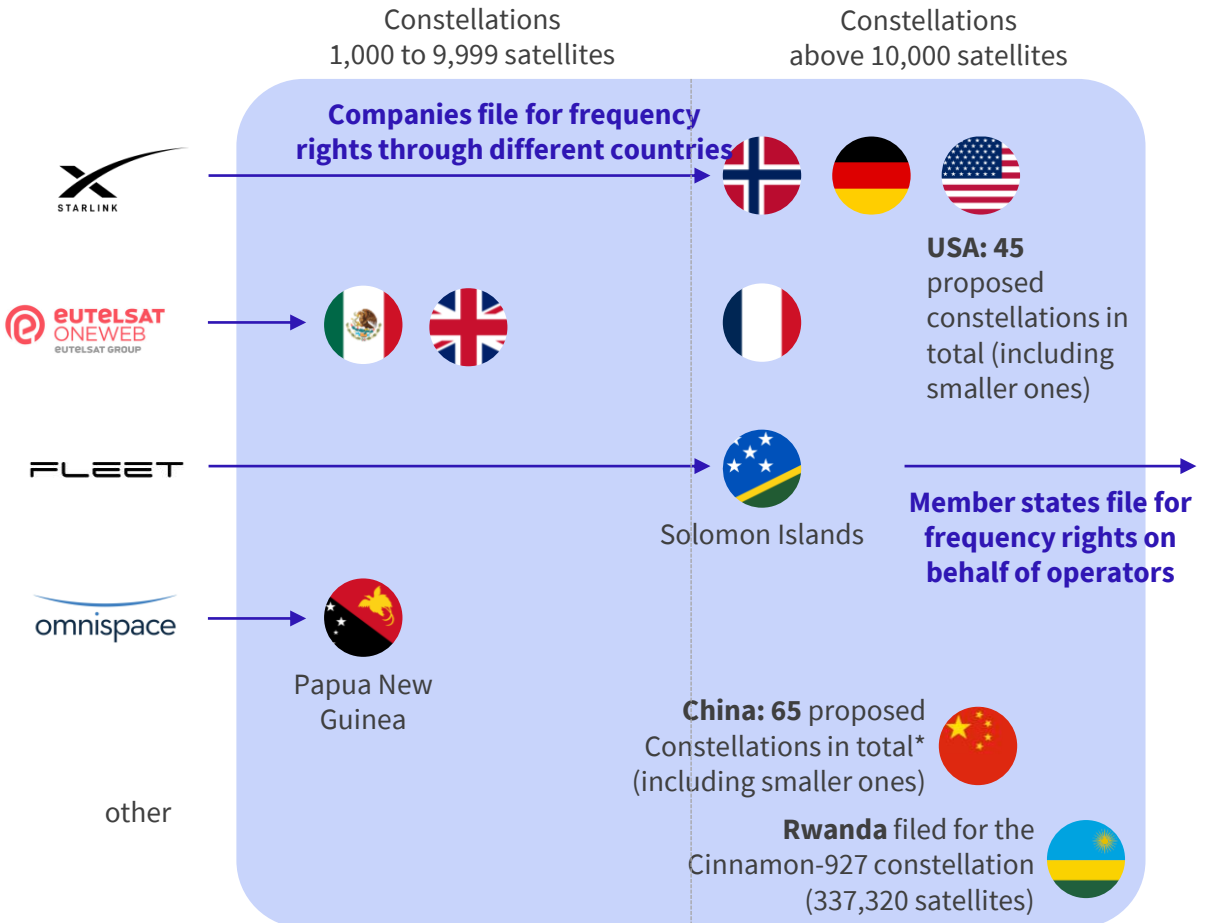 Constellations
1,000 to 9,999 satellites
Constellations
above 10,000 satellites
Companies file for frequency
rights through different countries
STARLINK
USA: 45
proposed
constellations in
total (including
smaller ones)
eutelsat
ONEWEB
eutelsat GROUP
FLEET
Solomon Islands
Member states file for
frequency rights on
behalf of operators
omnispace
Papua New
Guinea
China: 65 proposed
Constellations in total*
(including smaller ones)
other
Rwanda filed for the
Cinnamon-927 constellation
(337,320 satellites)